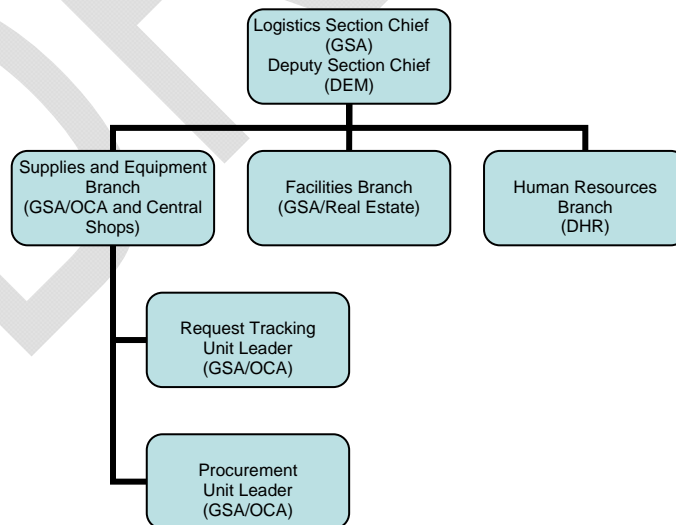 Logistics Section Chief
(GSA)
Deputy Section Chief
(DEM)
Supplies and Equipment
Branch
(GSA/OCA and Central
Shops)
Facilities Branch
(GSA/Real Estate)
Human Resources
Branch
(DHR)
Request Tracking
Unit Leader
(GSA/OCA)
Procurement
Unit Leader
(GSA/OCA)